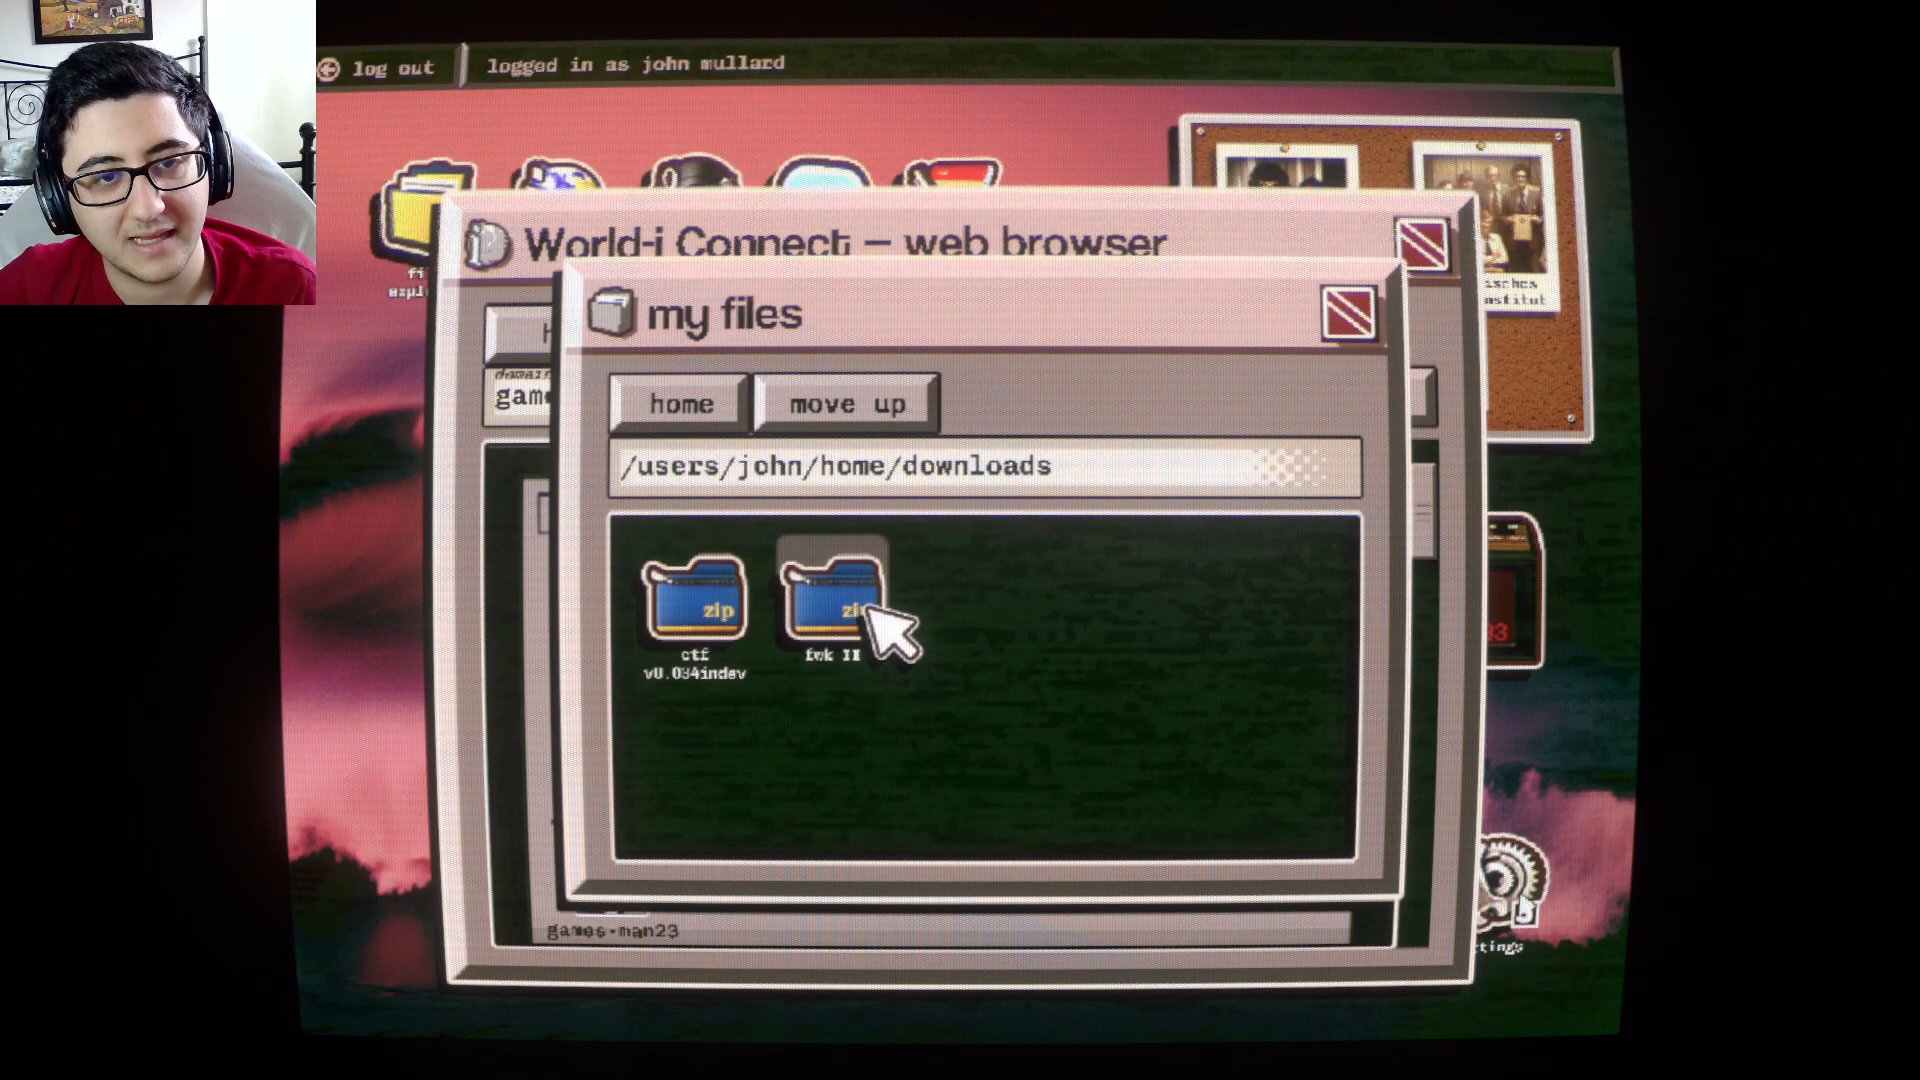 log out
logged in as john mullard
World-i Connect – web browser
my files
home
move up
/users/john/home/downloads
zip
ctf
v0.034indev
fwk II
games-man23